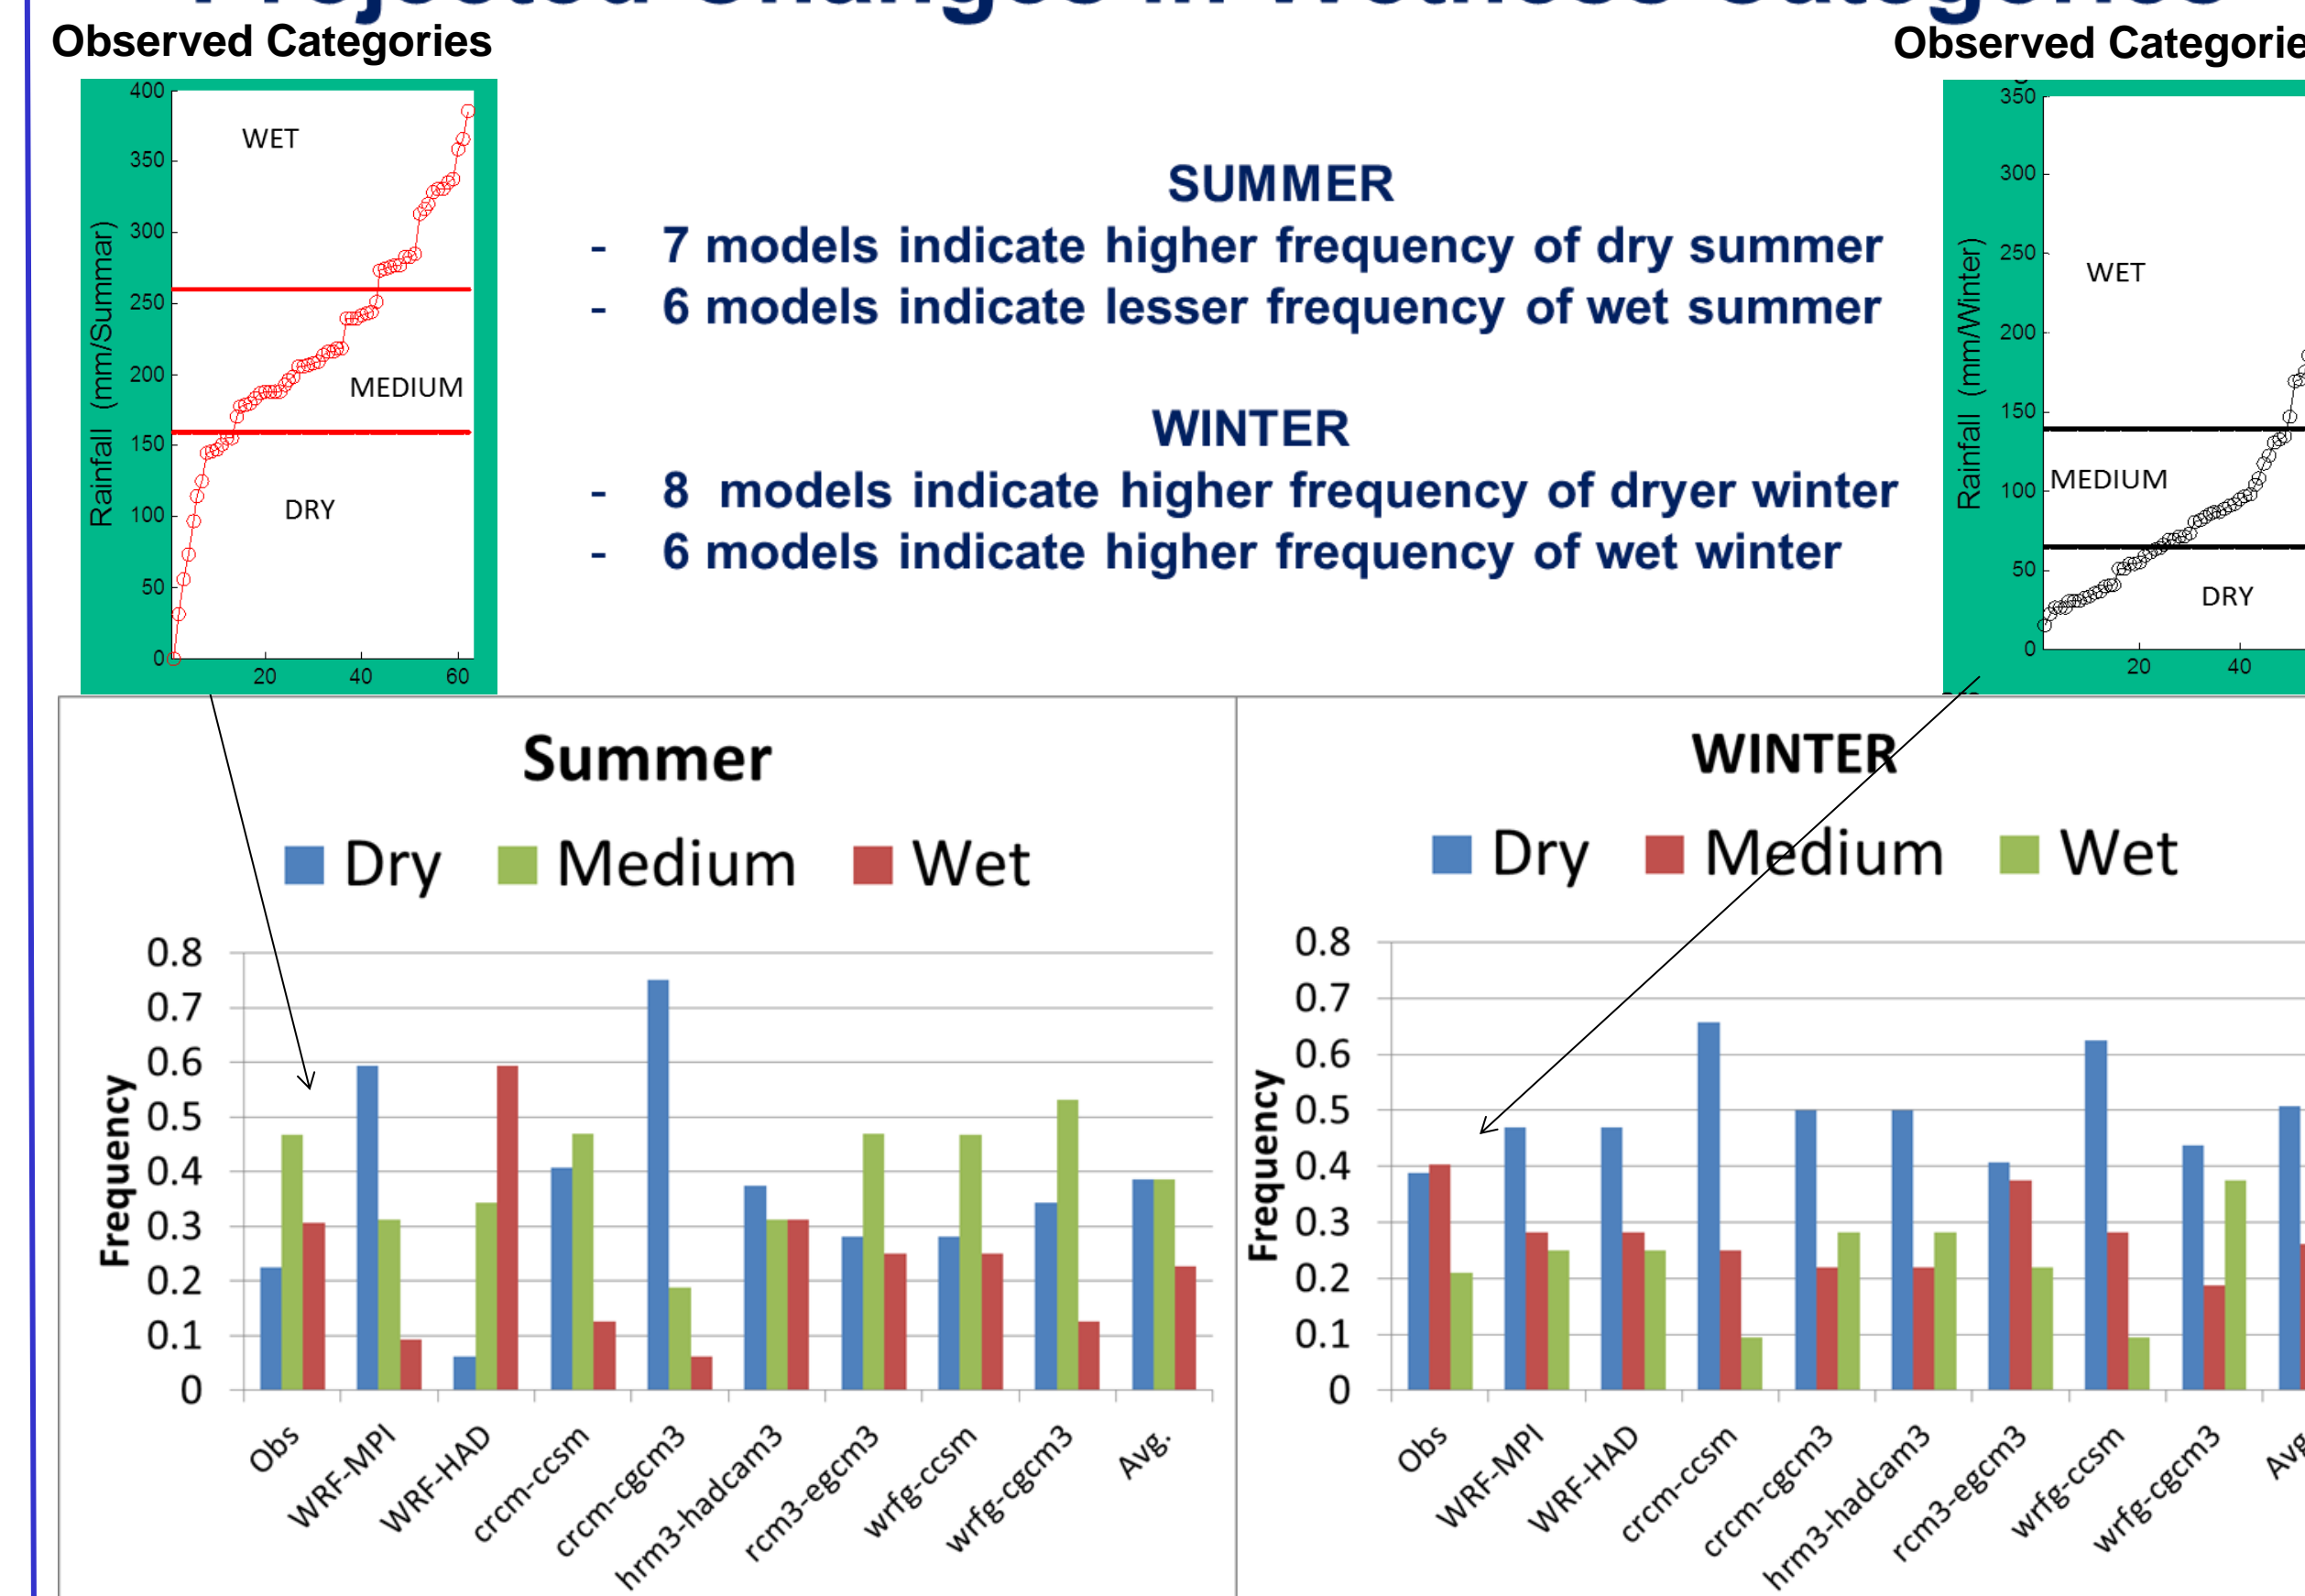 Projected Changes in Wetness Categories
Observed Categories
Observed Categorie
400
350
300
250
200
150
100
50
0
20
40
60
Rainfall (mm/Summar)
WET
MEDIUM
DRY
SUMMER
- 7 models indicate higher frequency of dry summer
- 6 models indicate lesser frequency of wet summer
WINTER
- 8 models indicate higher frequency of dryer winter
- 6 models indicate higher frequency of wet winter
350
300
250
200
150
100
50
0
20
40
Rainfall (mm/Winter)
WET
MEDIUM
DRY
Summer
Dry Medium Wet
0.8
0.7
0.6
0.5
0.4
0.3
0.2
0.1
0
Frequency
Obs
WRF-MPI
WRF-HAD
crcm-ccsm
crcm-cgcm3
hrm3-hadcam3
rcm3-egcm3
wrfg-ccsm
wrfg-cgcm3
Avg.
WINTER
Dry Medium Wet
0.8
0.7
0.6
0.5
0.4
0.3
0.2
0.1
0
Frequency
Obs
WRF-MPI
WRF-HAD
crcm-ccsm
crcm-cgcm3
hrm3-hadcam3
rcm3-egcm3
wrfg-ccsm
wrfg-cgcm3
Avg